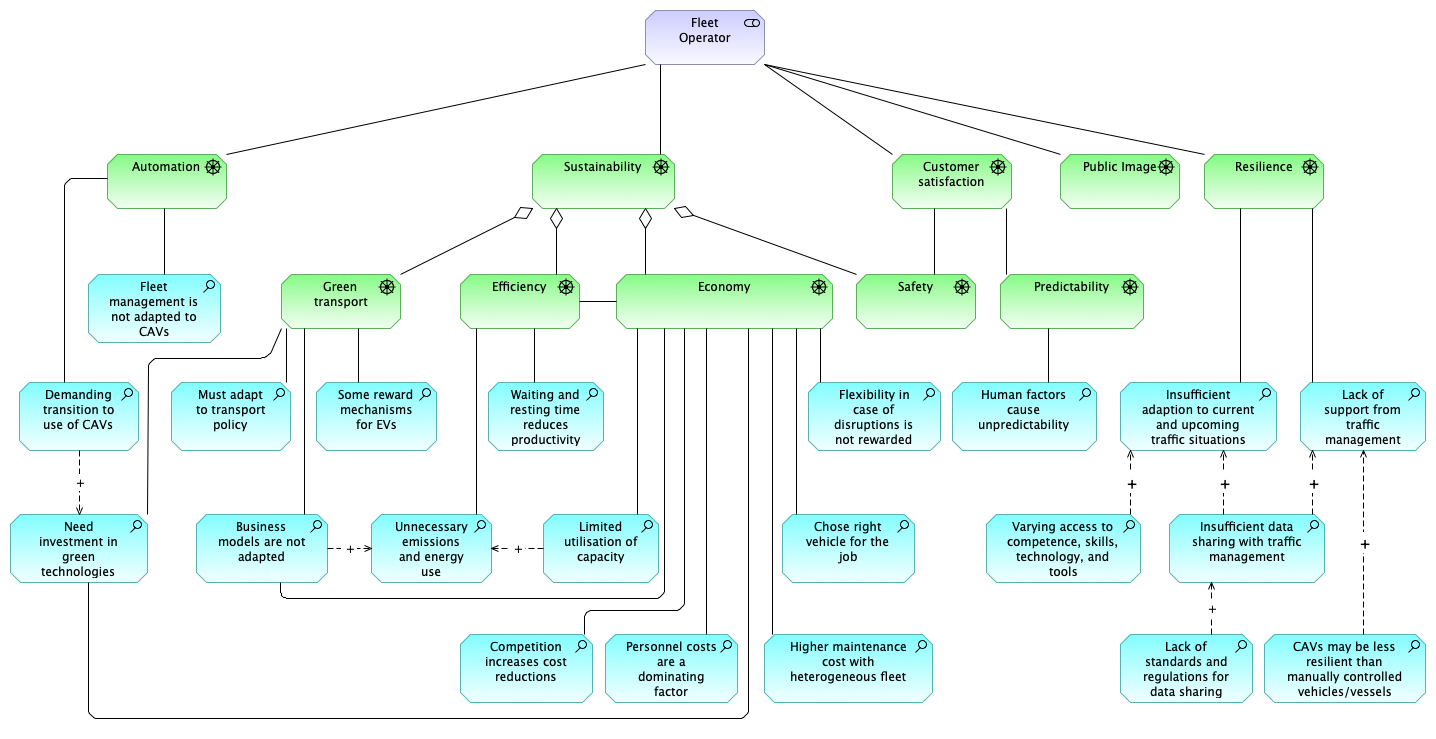 Fleet
Operator
Automation
Sustainability
Customer
satisfaction
Public Image
Resilience
Fleet
management is
not adapted to
CAVs
Green
transport
Efficiency
Economy
Safety
Predictability
Demanding
transition to
use of CAVs
Must adapt
to transport
policy
Some reward
mechanisms
for EVs
Waiting and
resting time
reduces
productivity
Flexibility in
case of
disruptions is
not rewarded
Human factors
cause
unpredictability
Insufficient
adaption to current
and upcoming
traffic situations
Lack of
support from
traffic
management
+
+
+
+
+
Need
investment in
green
technologies
Business
models are not
adapted
+
Unnecessary
emissions
and energy
use
+
Limited
utilisation of
capacity
Chose right
vehicle for the
job
Varying access to
competence, skills,
technology, and
tools
Insufficient data
sharing with traffic
management
+
Competition
increases cost
reductions
Personnel costs
are a
dominating
factor
Higher maintenance
cost with
heterogeneous fleet
Lack of
standards and
regulations for
data sharing
CAVs may be less
resilient than
manually controlled
vehicles/vessels